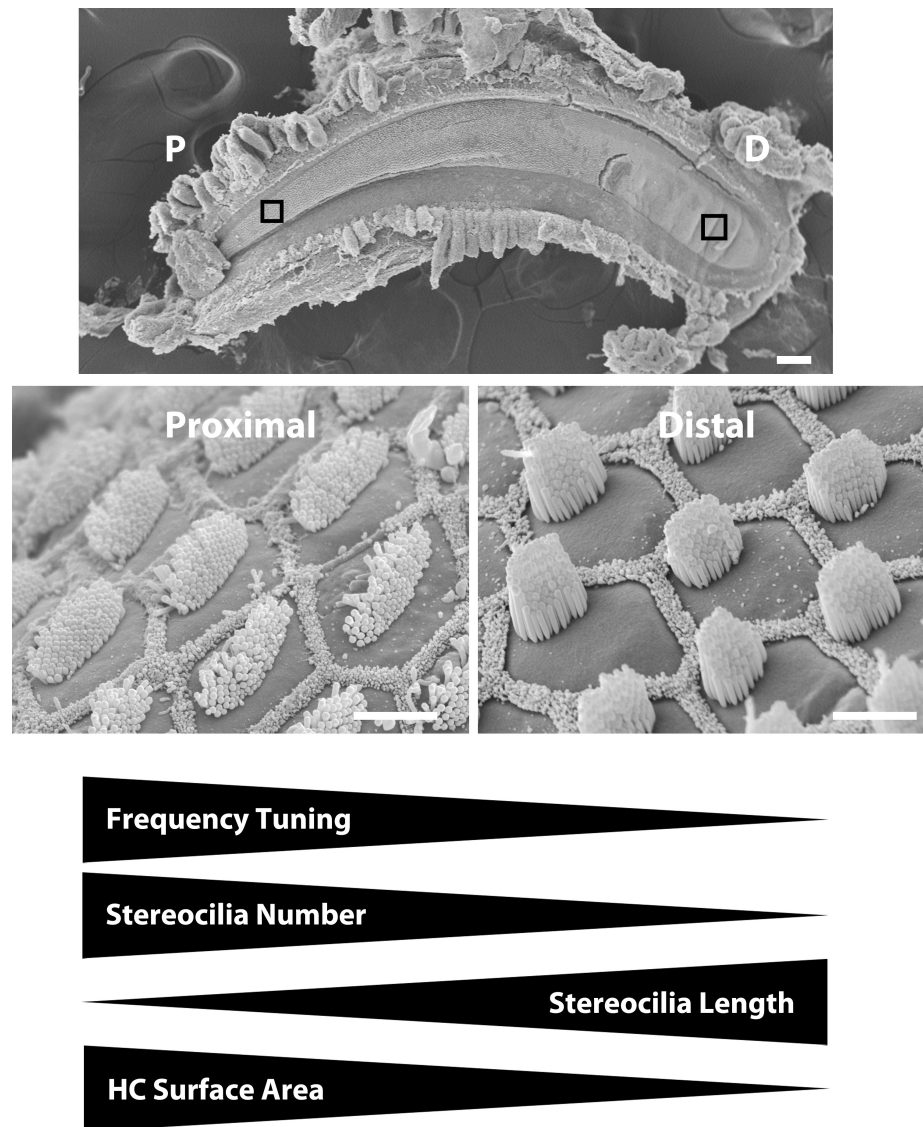 P
D
Proximal
Distal
Frequency Tuning
Stereocilia Number
Stereocilia Length
HC Surface Area